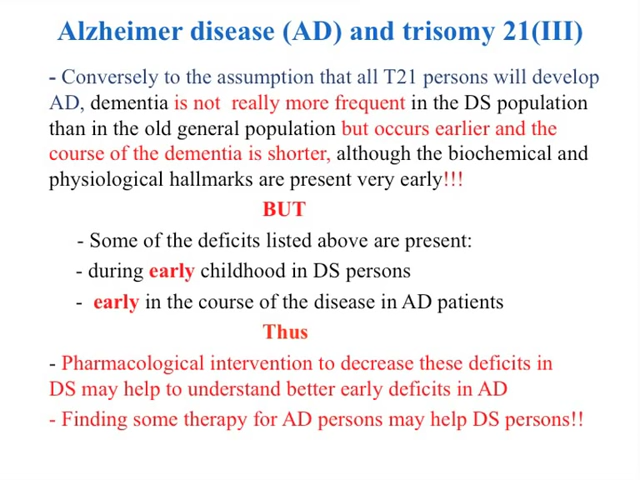 Alzheimer disease (AD) and trisomy 21(III)
- Conversely to the assumption that all T21 persons will develop
AD, dementia is not really more frequent in the DS population
than in the old general population but occurs earlier and the
course of the dementia is shorter, although the biochemical and
physiological hallmarks are present very early!!!
BUT
- Some of the deficits listed above are present:
- during early childhood in DS persons
- early in the course of the disease in AD patients
Thus
- Pharmacological intervention to decrease these deficits in
DS may help to understand better early deficits in AD
- Finding some therapy for AD persons may help DS persons!!